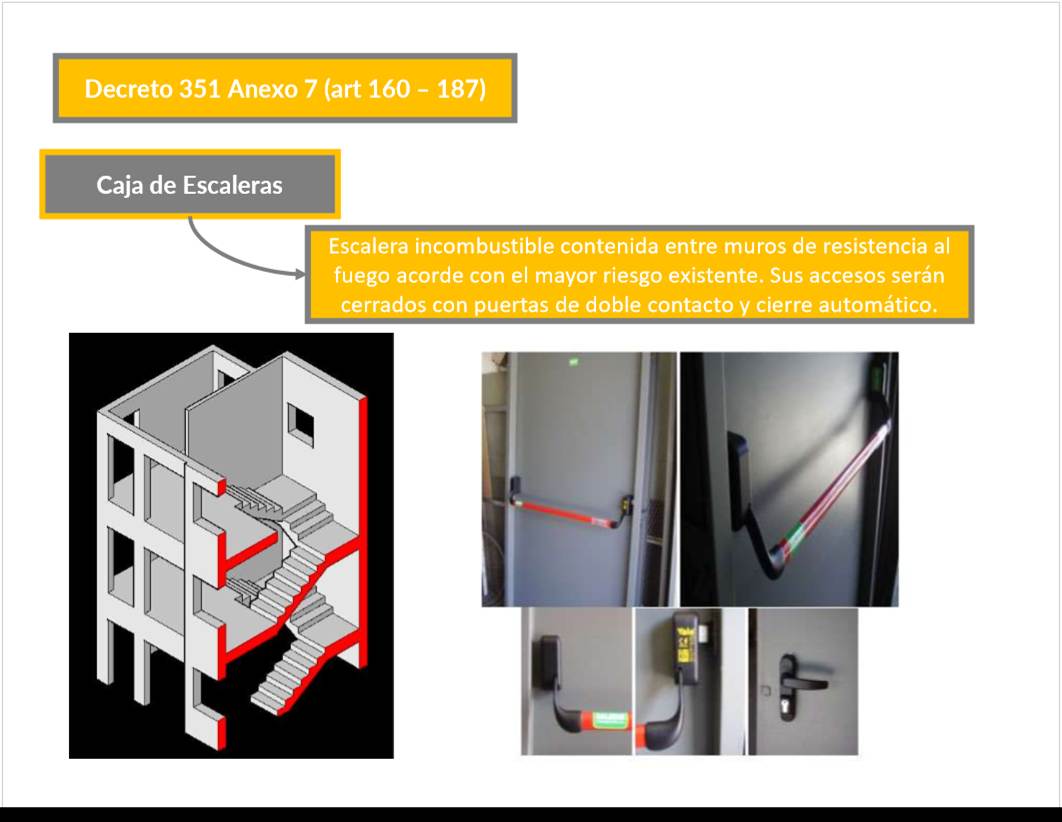 Decreto 351 Anexo 7 (art 160 – 187)
Caja de Escaleras
Escalera incombustible contenida entre muros de resistencia al
fuego acorde con el mayor riesgo existente. Sus accesos serán
cerrados con puertas de doble contacto y cierre automático.
Yale